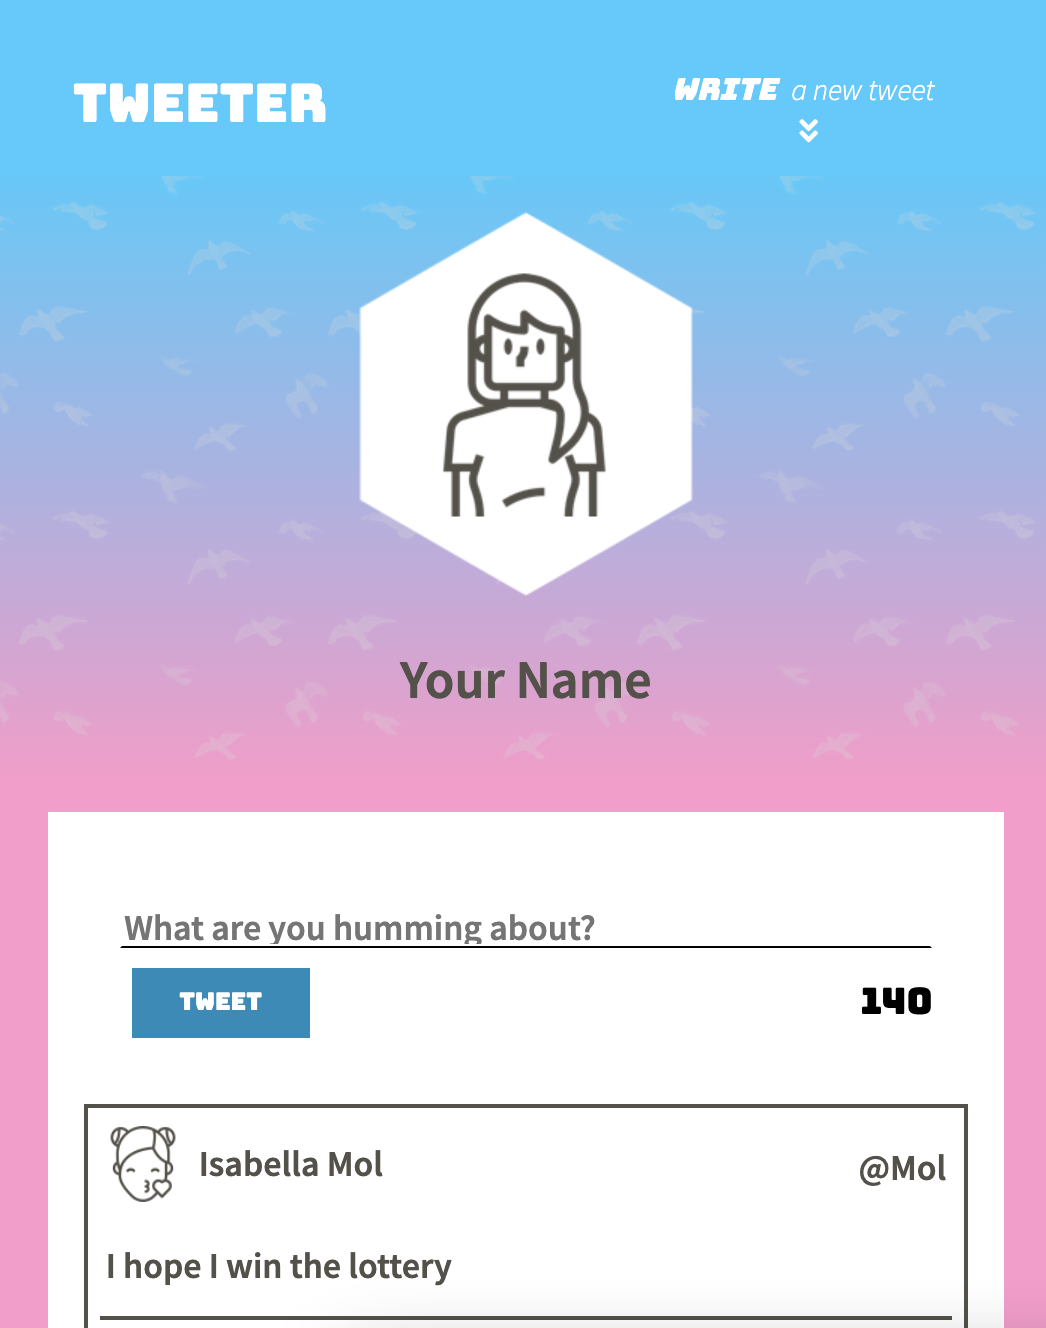 TWEETER
WRITE a new tweet
Your Name
What are you humming about?
TWEET
140
Isabella Mol
@Mol
I hope I win the lottery